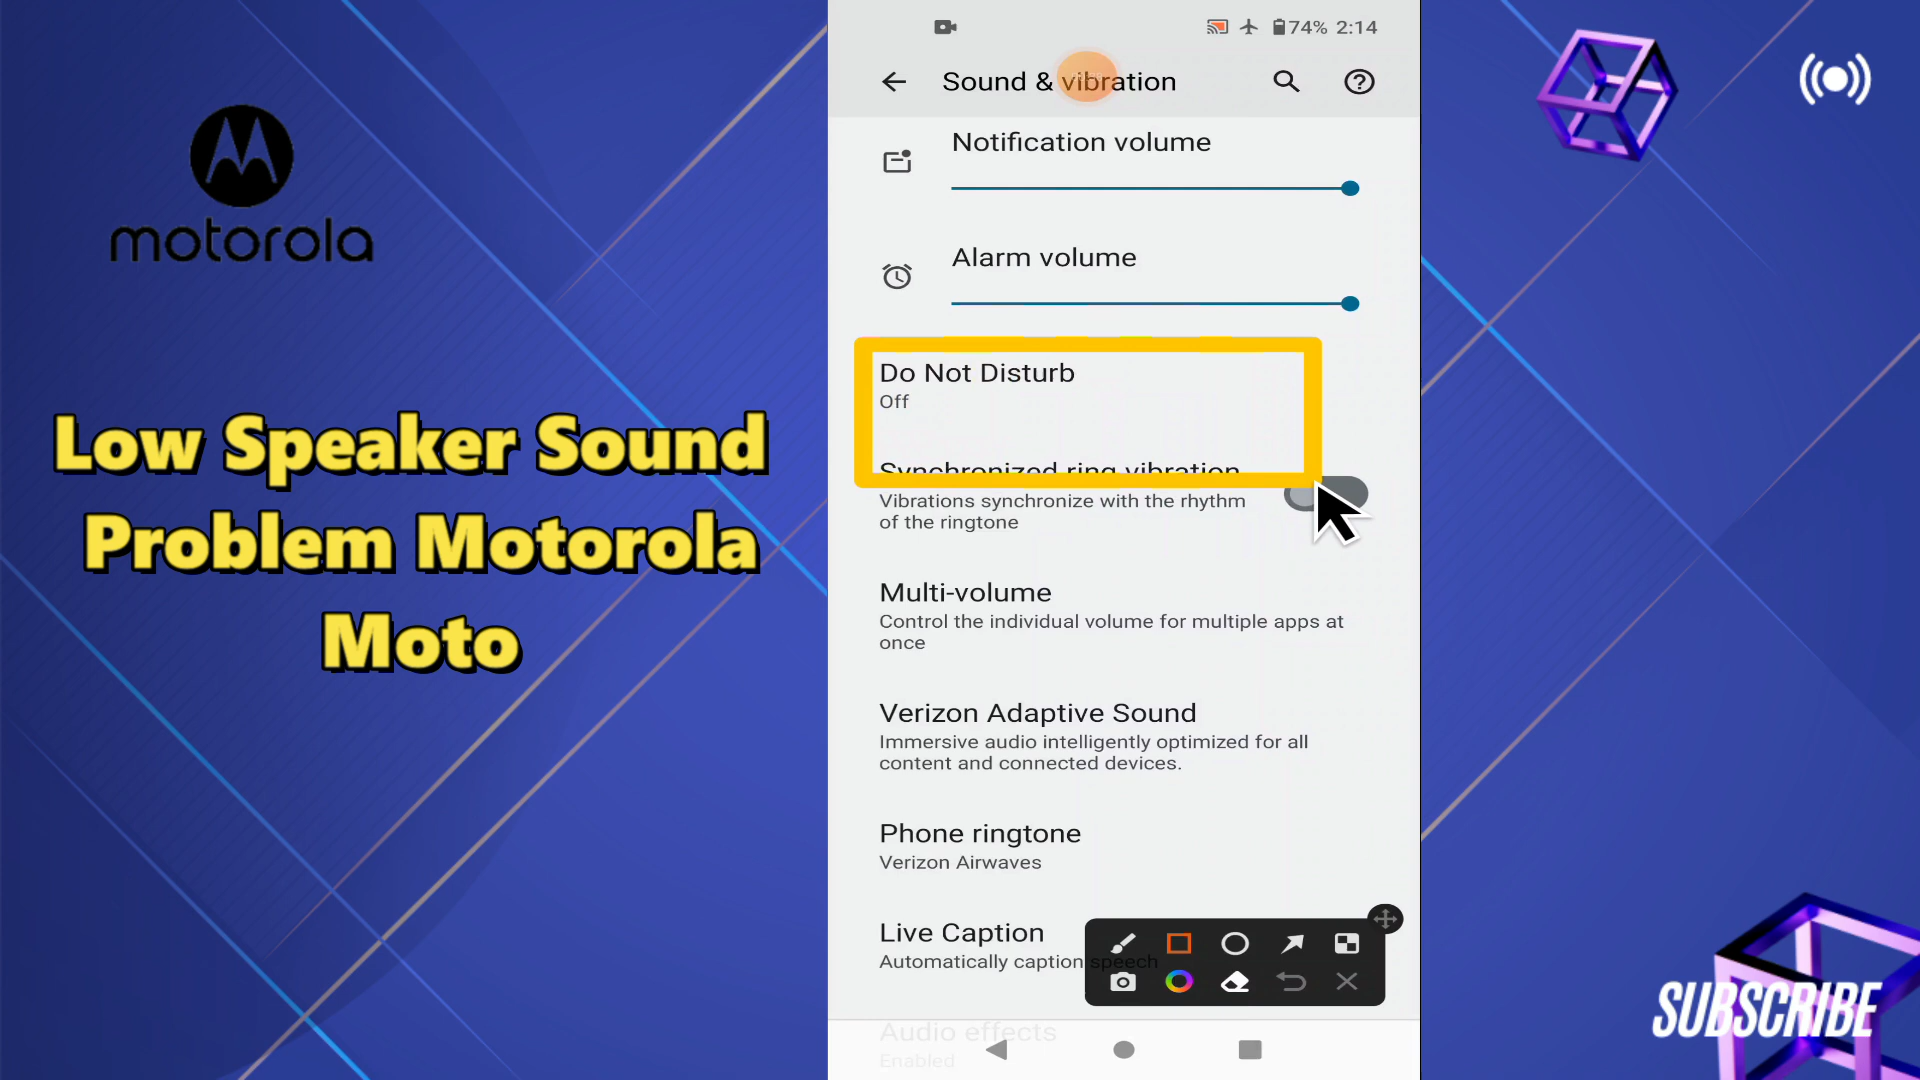 motorola
Low Speaker Sound
Problem Motorola
Moto
74% 2:14
Sound & vibration
Notification volume
Alarm volume
Do Not Disturb
Off
Synchronized ring vibration
Vibrations synchronize with the rhythm
of the ringtone
Multi-volume
Control the individual volume for multiple apps at
once
Verizon Adaptive Sound
Immersive audio intelligently optimized for all
content and connected devices.
Phone ringtone
Verizon Airwaves
Live Caption
Automatically caption speech
Audio effects
Enabled
SUBSCRIBE